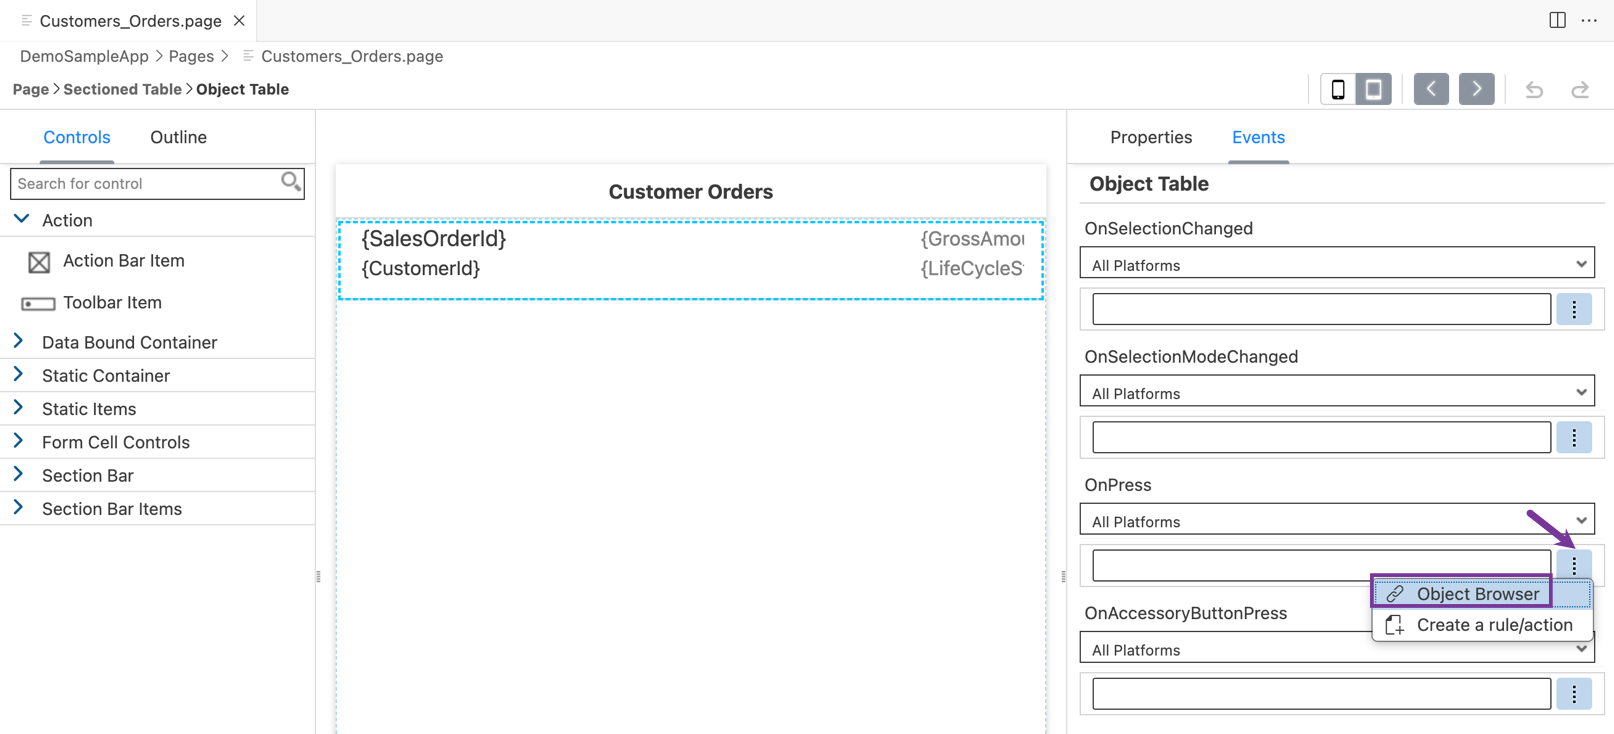 Customers_Orders.page
DemoSampleApp > Pages > Customers_Orders.page
Page > Sectioned Table > Object Table
Controls
Outline
Search for control
Action
Action Bar Item
Toolbar Item
Data Bound Container
Static Container
Static Items
Form Cell Controls
Section Bar
Section Bar Items
Customer Orders
{SalesOrderId}
{GrossAmou
{CustomerId}
{LifeCycleS
Properties
Events
Object Table
OnSelectionChanged
All Platforms
OnSelectionModeChanged
All Platforms
OnPress
All Platforms
Object Browser
Create a rule/action
OnAccessoryButtonPress
All Platforms